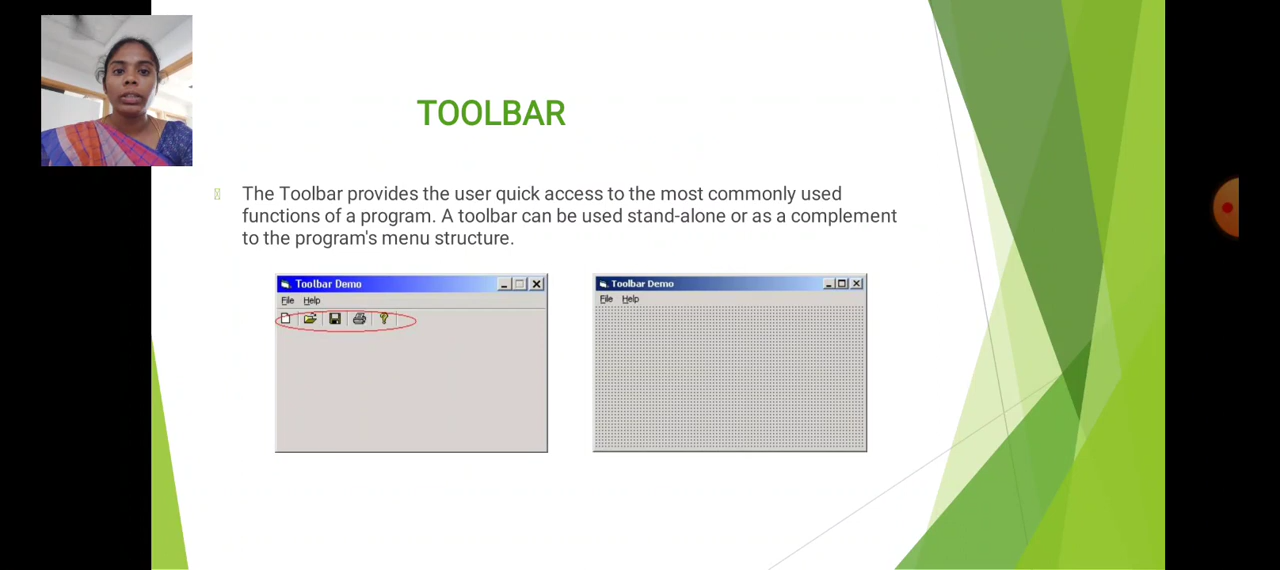 TOOLBAR
The Toolbar provides the user quick access to the most commonly used
functions of a program. A toolbar can be used stand-alone or as a complement
to the program's menu structure.
Toolbar Demo
File Help
Toolbar Demo
File Help